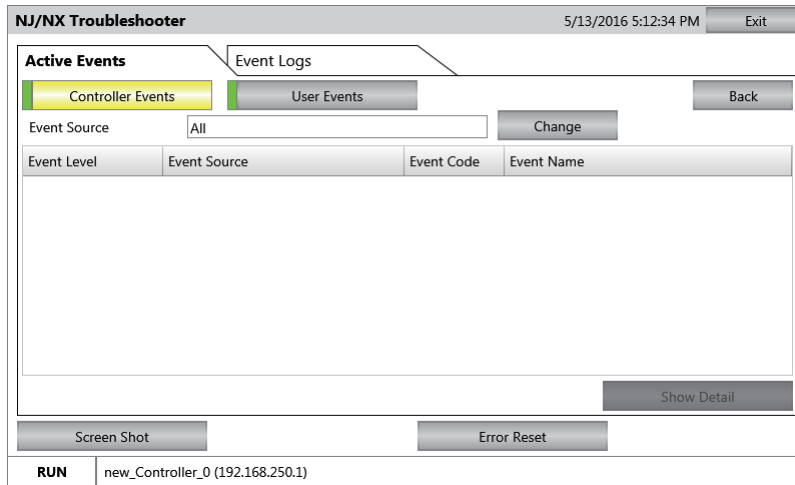 NJ/NX Troubleshooter 5/13/2016 5:12:34 PM Exit
Active Events Event Logs
Controller Events User Events Back
Event Source All Change
Event Level Event Source Event Code Event Name
Show Detail
Screen Shot Error Reset
RUN new_Controller_0 (192.168.250.1)